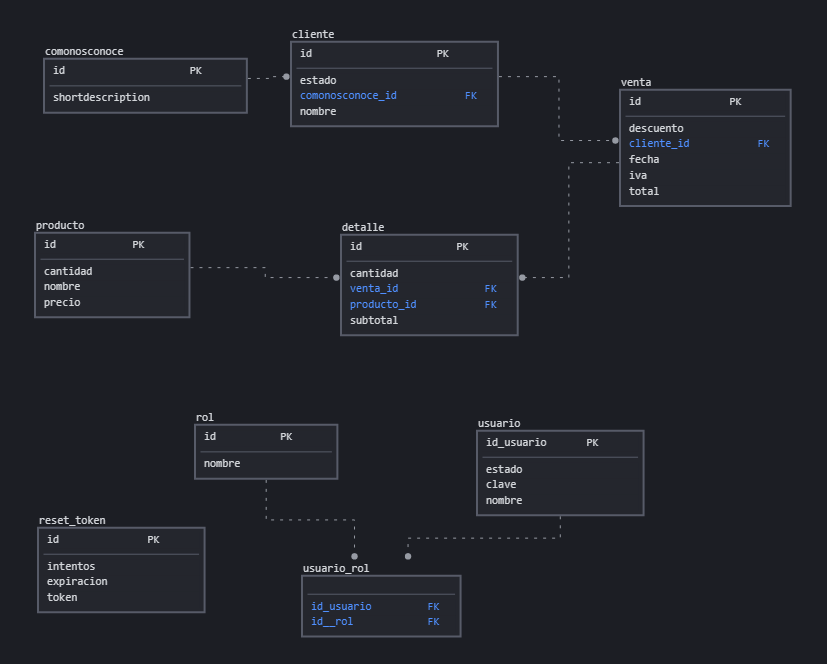 comonosconoce
id PK
shortdescription
cliente
id PK
estado
comonosconoce_id FK
nombre
venta
id PK
descuento
cliente_id FK
fecha
iva
total
producto
id PK
cantidad
nombre
precio
detalle
id PK
cantidad
venta_id FK
producto_id FK
subtotal
rol
id PK
nombre
usuario
id_usuario PK
estado
clave
nombre
reset_token
id PK
intentos
expiracion
token
usuario_rol
id_usuario FK
id__rol FK